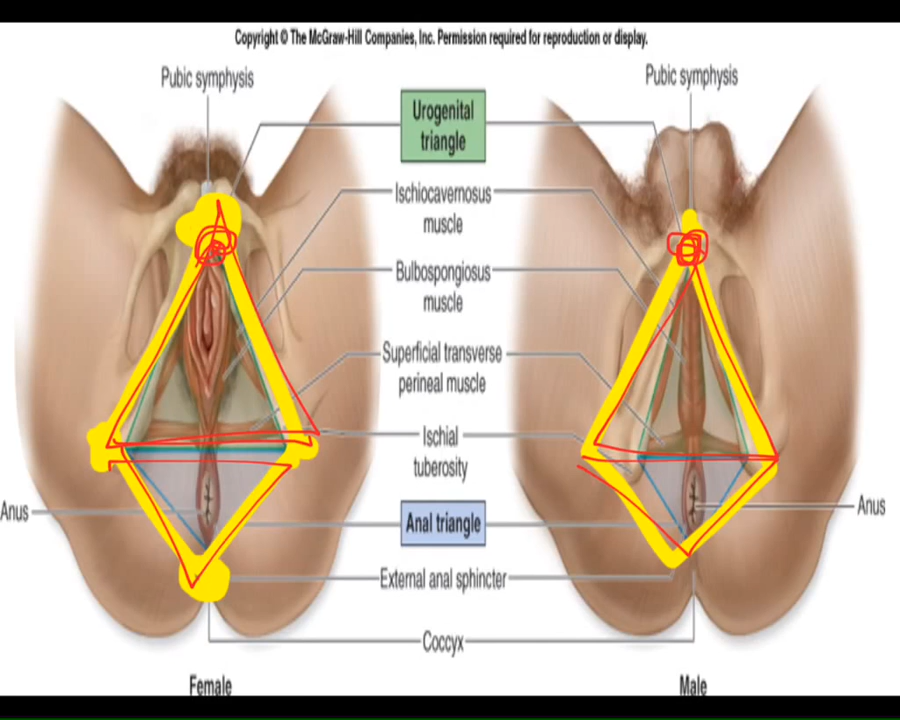 Copyright © The McGraw-Hill Companies, Inc. Permission required for reproduction or display.
Pubic symphysis
Pubic symphysis
Urogenital
triangle
Ischiocavernosus
muscle
Bulbospongiosus
muscle
Superficial transverse
perineal muscle
Ischial
tuberosity
Anus
Anus
Anal triangle
External anal sphincter
Coccyx
Female
Male